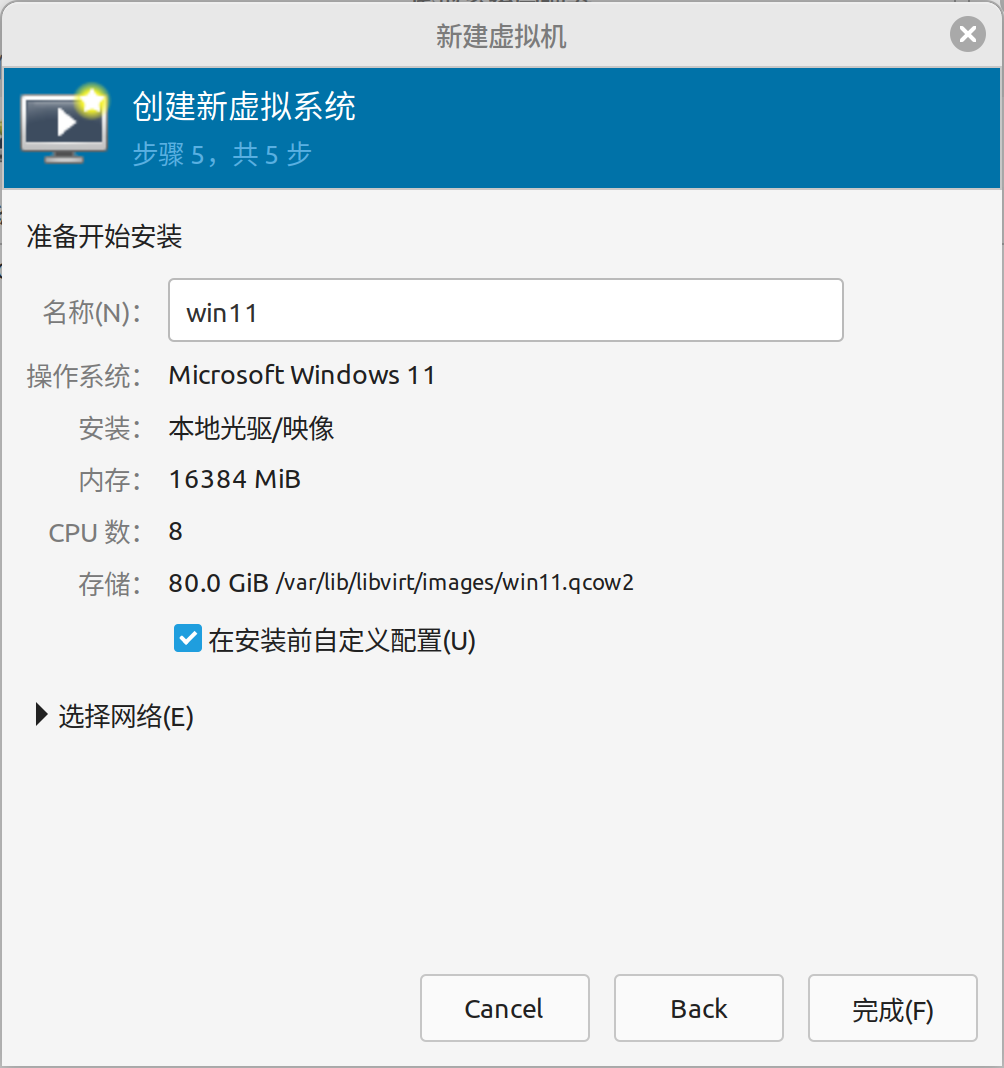 新建虚拟机
创建新虚拟系统
步骤 5，共 5 步
准备开始安装
名称(N)： win11
操作系统： Microsoft Windows 11
安装： 本地光驱/映像
内存： 16384 MiB
CPU 数： 8
存储： 80.0 GiB /var/lib/libvirt/images/win11.qcow2
在安装前自定义配置(U)
选择网络(E)
Cancel Back 完成(F)